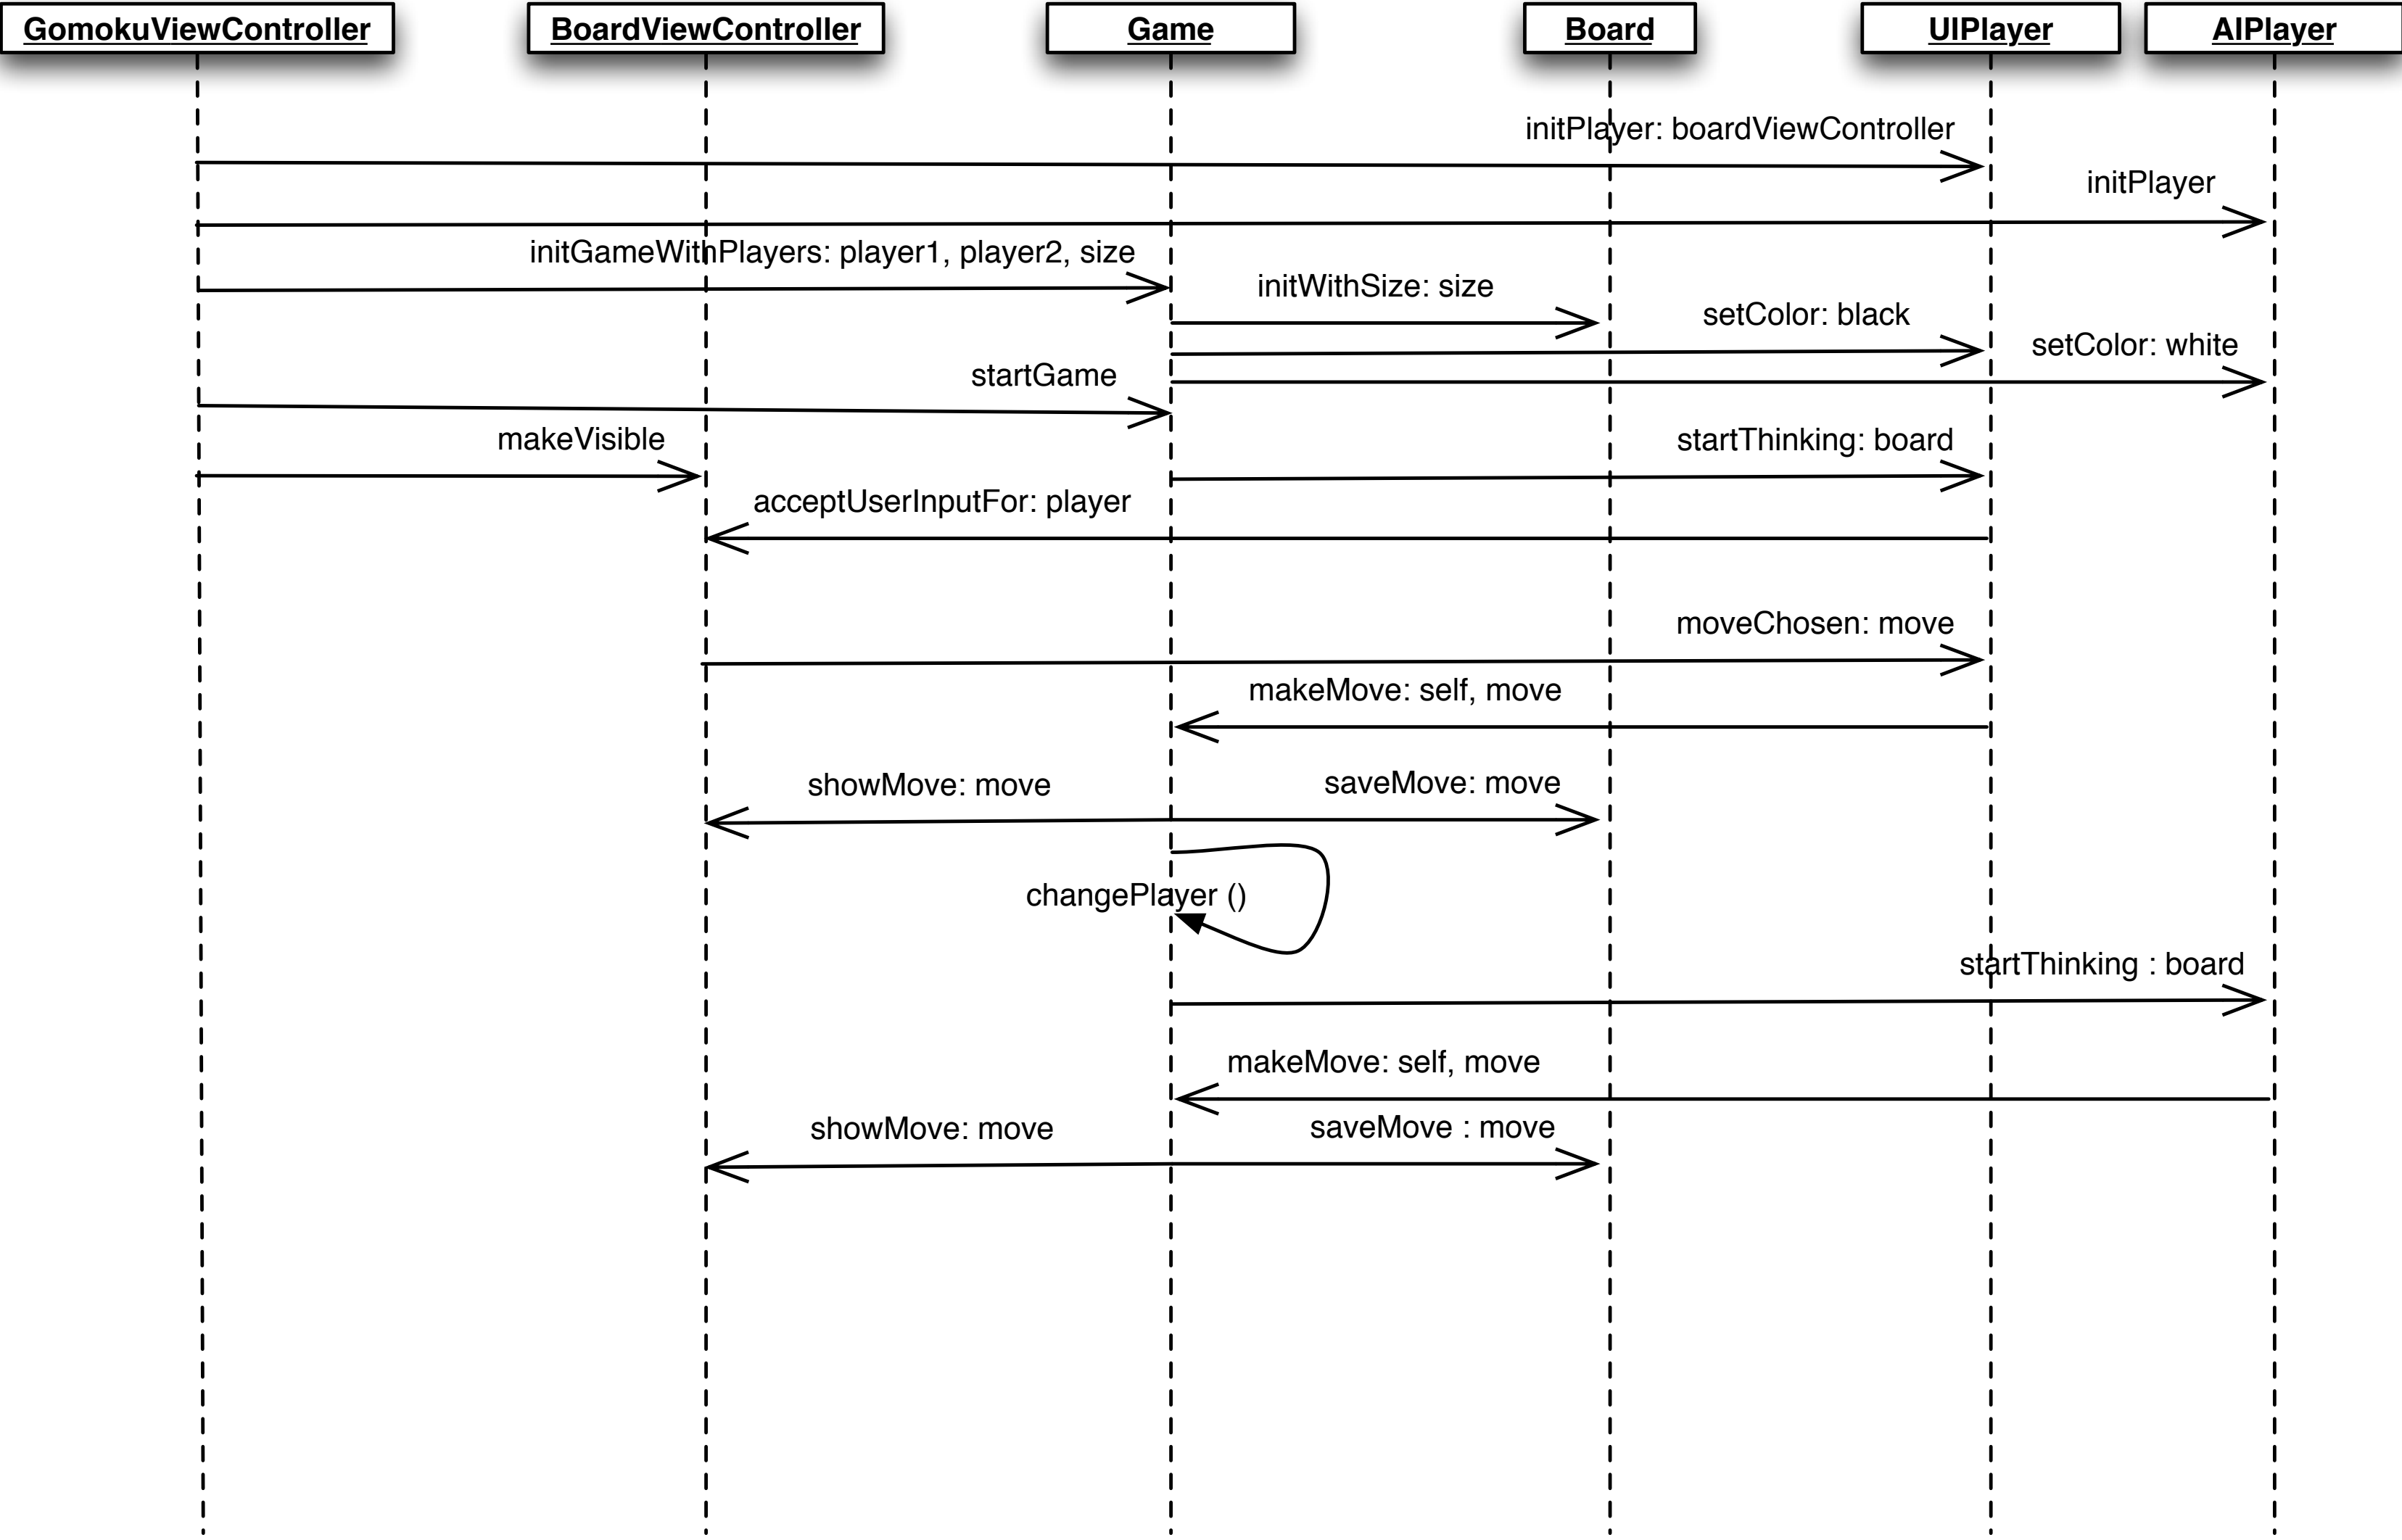 GomokuViewController
BoardViewController
Game
Board
UIPlayer
AIPlayer
initPlayer: boardViewController
initPlayer
initGameWithPlayers: player1, player2, size
initWithSize: size
setColor: black
setColor: white
startGame
makeVisible
startThinking: board
acceptUserInputFor: player
moveChosen: move
makeMove: self, move
showMove: move
saveMove: move
changePlayer ()
startThinking : board
makeMove: self, move
showMove: move
saveMove : move